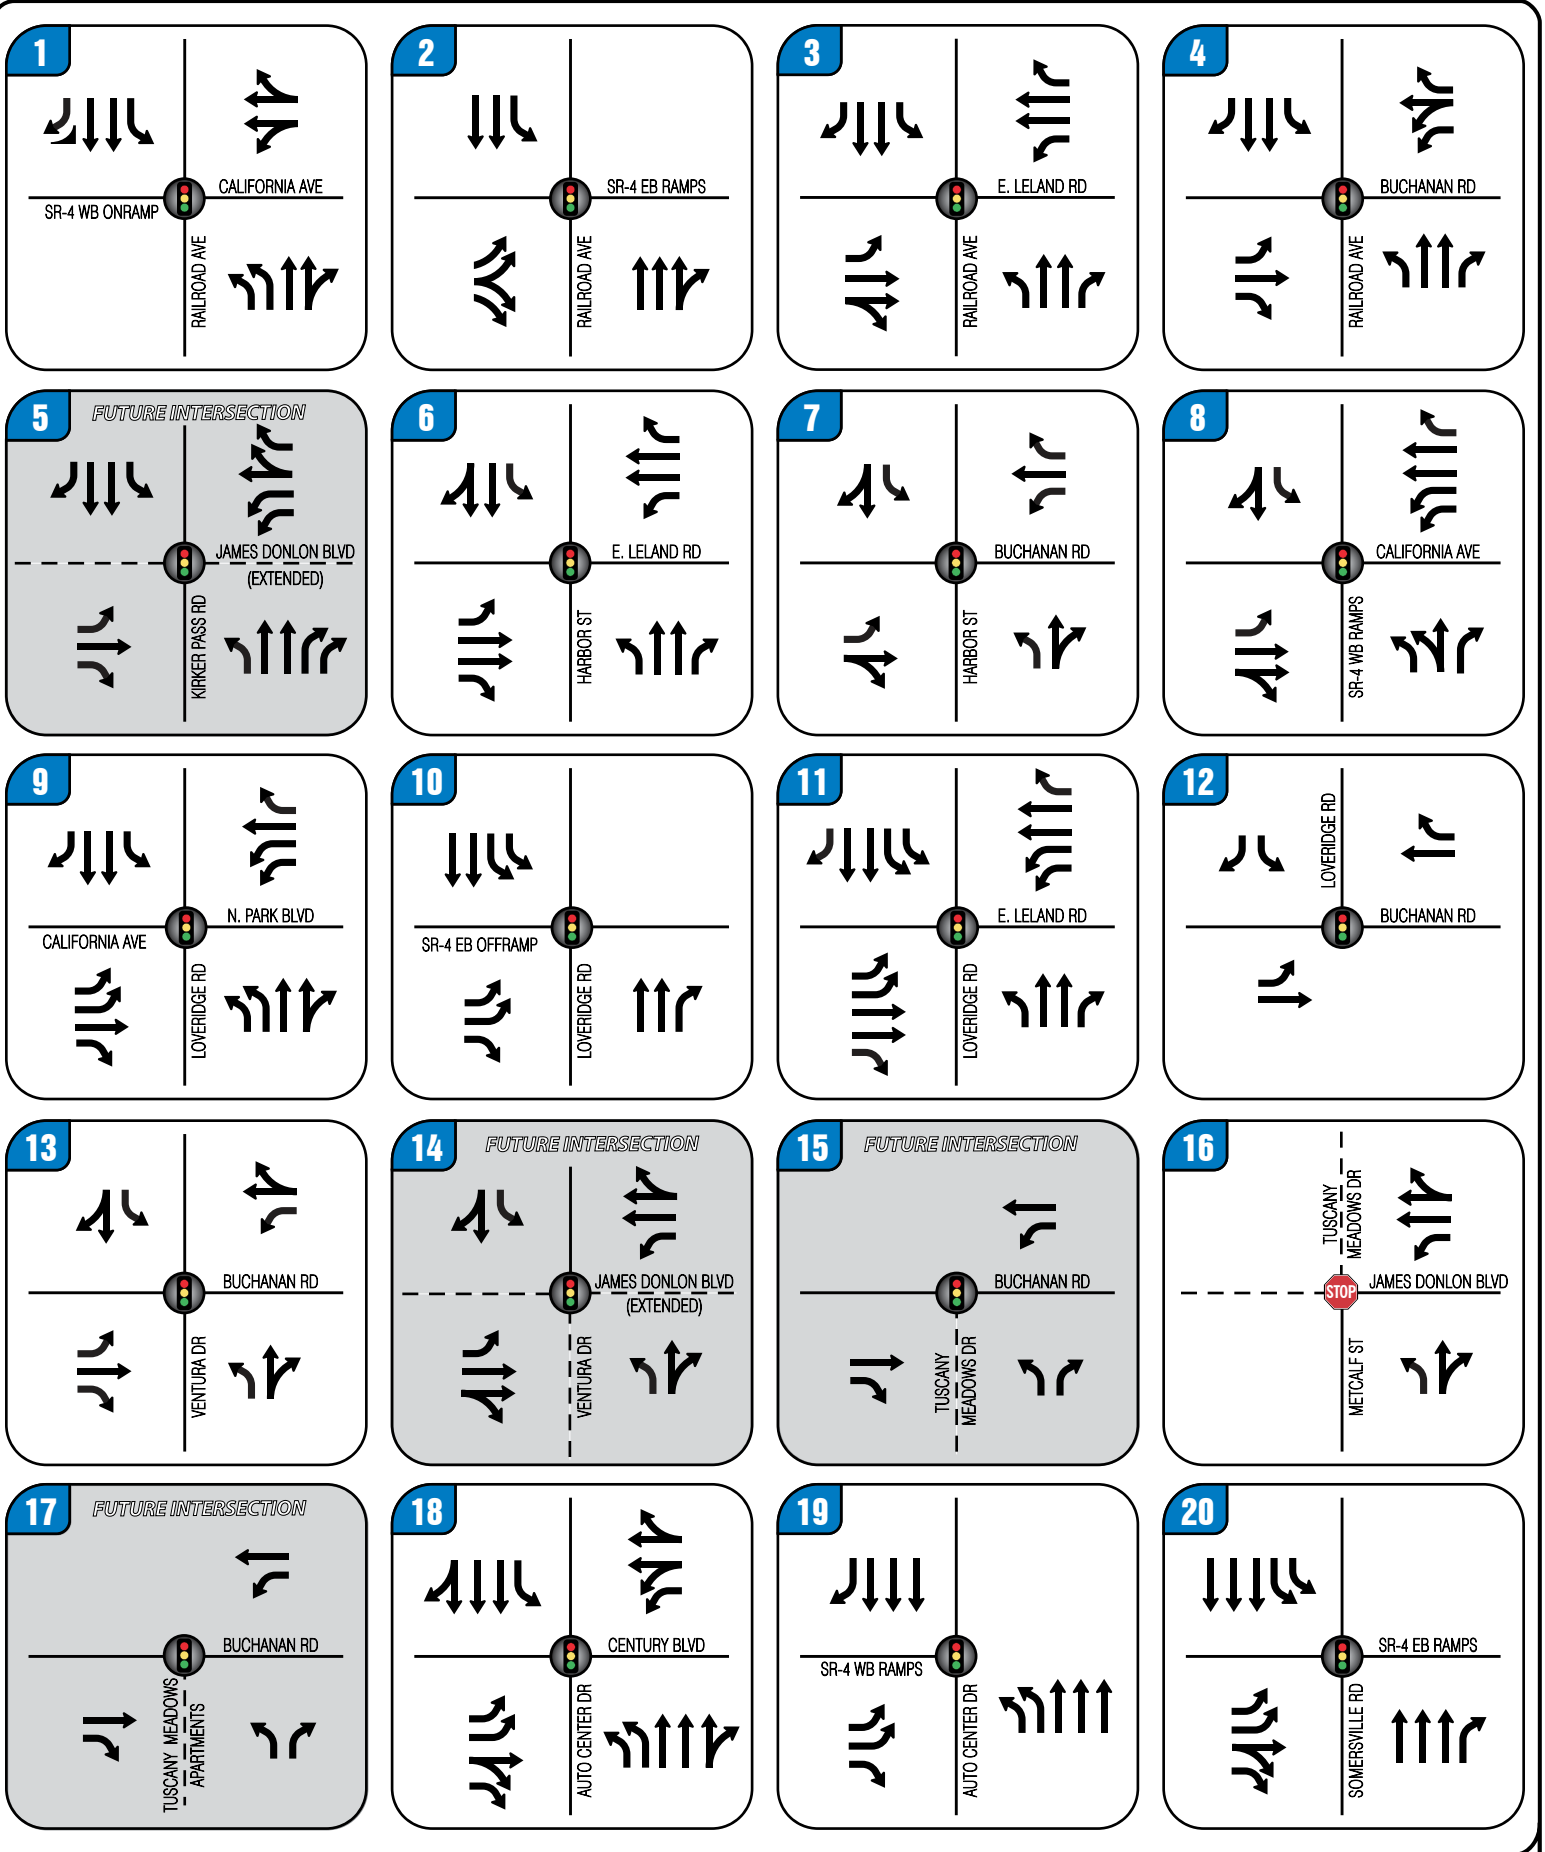 1
CALIFORNIA AVE
SR-4 WB ONRAMP
RAILROAD AVE
2
SR-4 EB RAMPS
RAILROAD AVE
3
E. LELAND RD
RAILROAD AVE
4
BUCHANAN RD
RAILROAD AVE
5
FUTURE INTERSECTION
JAMES DONLON BLVD
(EXTENDED)
KIRKER PASS RD
6
E. LELAND RD
HARBOR ST
7
BUCHANAN RD
HARBOR ST
8
CALIFORNIA AVE
SR-4 WB RAMPS
9
N. PARK BLVD
CALIFORNIA AVE
LOVERIDGE RD
10
SR-4 EB OFFRAMP
LOVERIDGE RD
11
E. LELAND RD
LOVERIDGE RD
12
LOVERIDGE RD
BUCHANAN RD
13
BUCHANAN RD
VENTURA DR
14
FUTURE INTERSECTION
JAMES DONLON BLVD
(EXTENDED)
VENTURA DR
15
FUTURE INTERSECTION
BUCHANAN RD
TUSCANY
MEADOWS DR
16
TUSCANY
MEADOWS DR
STOP
JAMES DONLON BLVD
METCALF ST
17
FUTURE INTERSECTION
BUCHANAN RD
TUSCANY MEADOWS
APARTMENTS
18
CENTURY BLVD
AUTO CENTER DR
19
SR-4 WB RAMPS
AUTO CENTER DR
20
SR-4 EB RAMPS
SOMERSVILLE RD